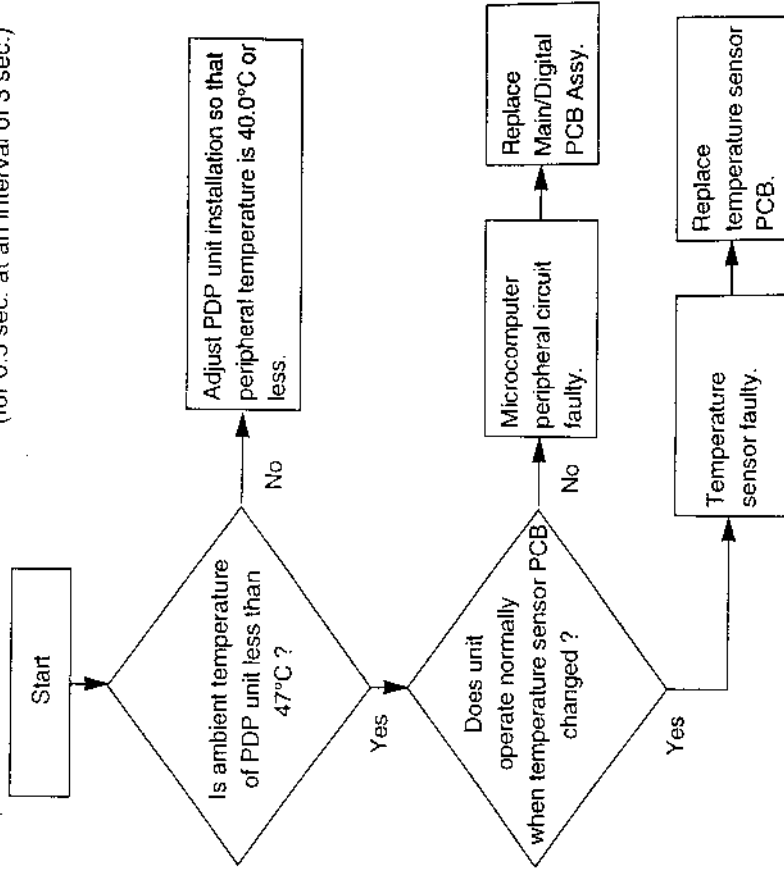 (for 0.5 sec. at an interval of 3 sec.)
Start
Is ambient temperature
of PDP unit less than
47°C ?
No
Adjust PDP unit installation so that
peripheral temperature is 40.0°C or
less.
Yes
Does unit
operate normally
when temperature sensor PCB
changed ?
No
Microcomputer
peripheral circuit
faulty.
Replace
Main/Digital
PCB Assy.
Yes
Temperature
sensor faulty.
Replace
temperature sensor
PCB.